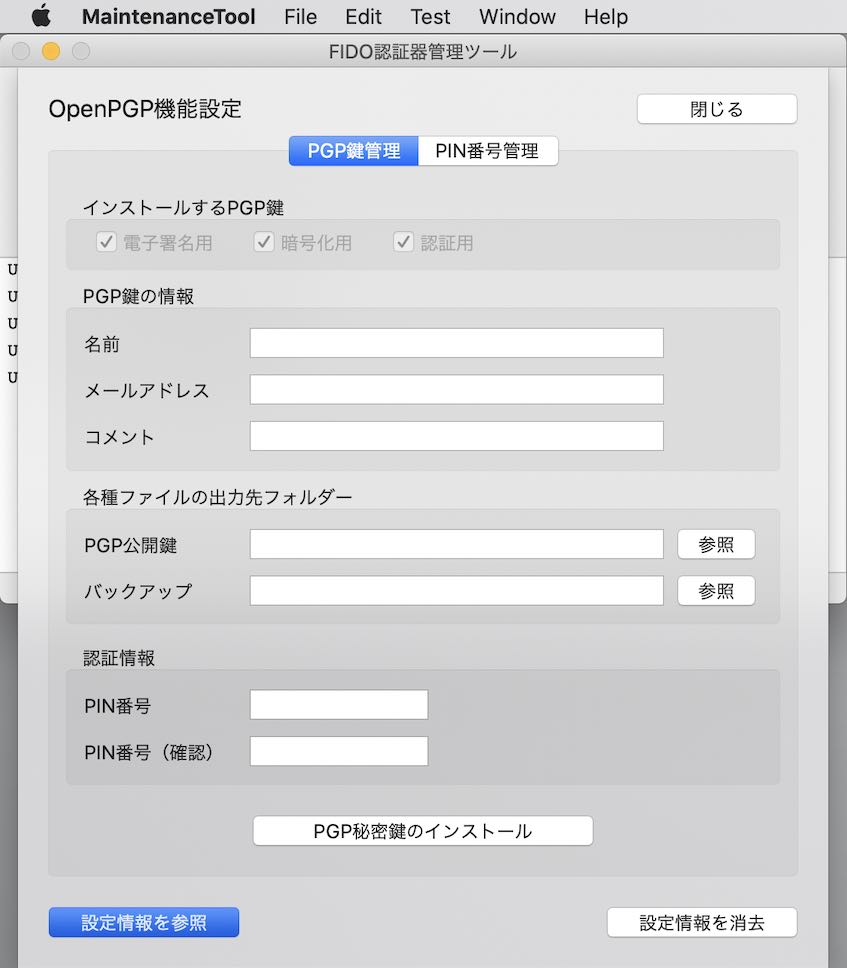 MaintenanceTool File Edit Test Window Help
FIDO認証器管理ツール
OpenPGP機能設定 閉じる
PGP鍵管理 PIN番号管理
インストールするPGP鍵
電子署名用 暗号化用 認証用
U
PGP鍵の情報
U
U
名前
U
U
メールアドレス
コメント
各種ファイルの出力先フォルダー
PGP公開鍵 参照
バックアップ 参照
認証情報
PIN番号
PIN番号（確認）
PGP秘密鍵のインストール
設定情報を参照 設定情報を消去